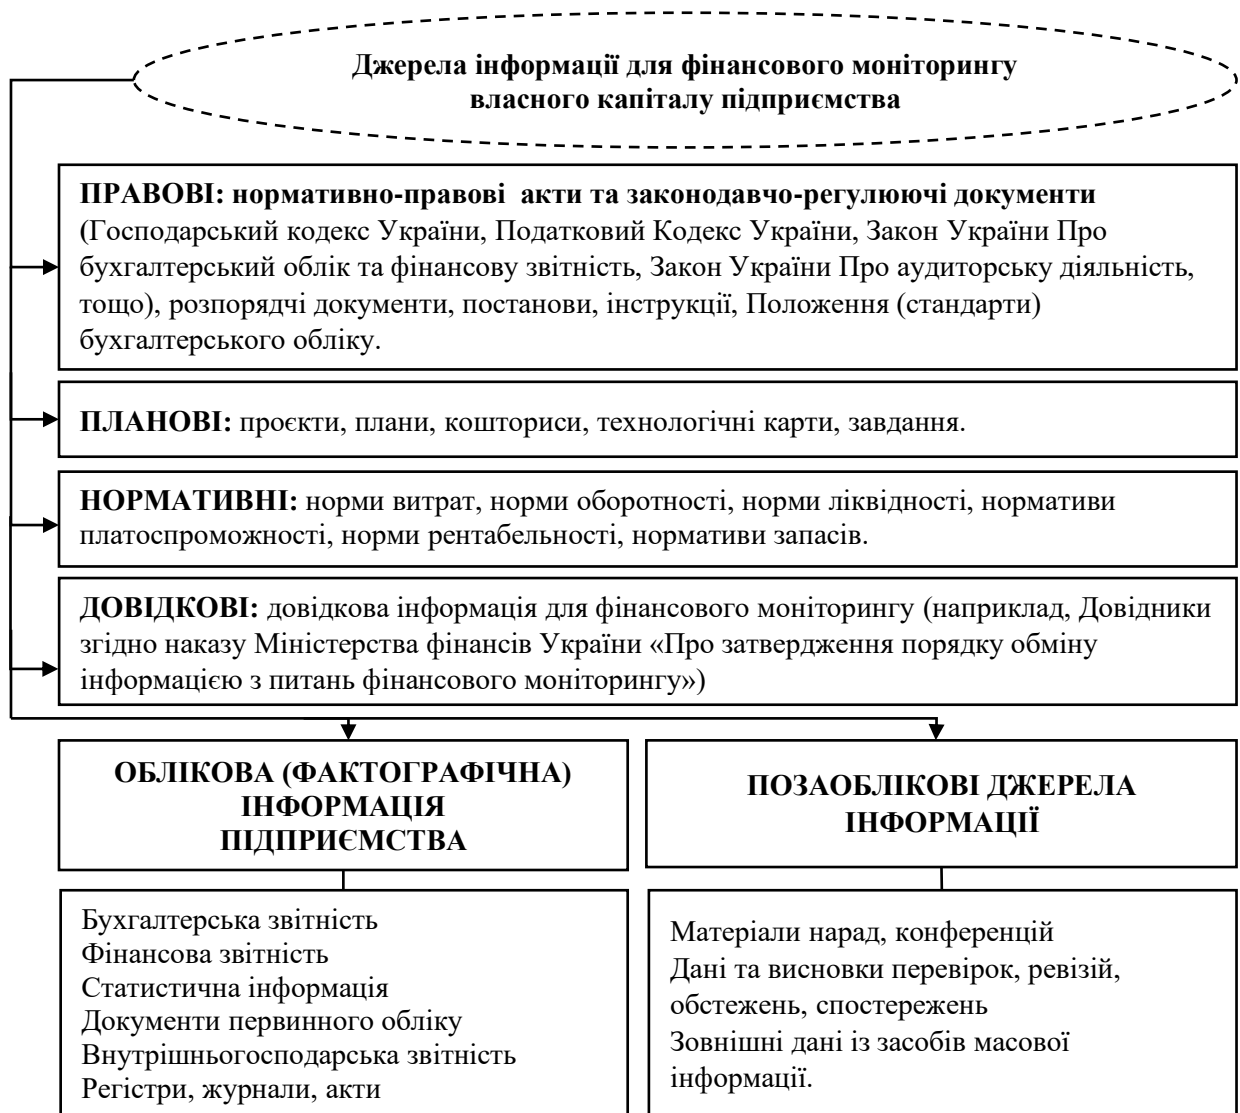 Джерела інформації для фінансового моніторингу
власного капіталу підприємства
ПРАВОВІ: нормативно-правові акти та законодавчо-регулюючі документи
(Господарський кодекс України, Податковий Кодекс України, Закон України Про
бухгалтерський облік та фінансову звітність, Закон України Про аудиторську діяльність,
тощо), розпорядчі документи, постанови, інструкції, Положення (стандарти)
бухгалтерського обліку.
ПЛАНОВІ: проєкти, плани, кошториси, технологічні карти, завдання.
НОРМАТИВНІ: норми витрат, норми оборотності, норми ліквідності, нормативи
платоспроможності, норми рентабельності, нормативи запасів.
ДОВІДКОВІ: довідкова інформація для фінансового моніторингу (наприклад, Довідники
згідно наказу Міністерства фінансів України «Про затвердження порядку обміну
інформацією з питань фінансового моніторингу»)
ОБЛІКОВА (ФАКТОГРАФІЧНА)
ІНФОРМАЦІЯ
ПІДПРИЄМСТВА
Бухгалтерська звітність
Фінансова звітність
Статистична інформація
Документи первинного обліку
Внутрішньогосподарська звітність
Регістри, журнали, акти
ПОЗАОБЛІКОВІ ДЖЕРЕЛА
ІНФОРМАЦІЇ
Матеріали нарад, конференцій
Дані та висновки перевірок, ревізій,
обстежень, спостережень
Зовнішні дані із засобів масової
інформації.